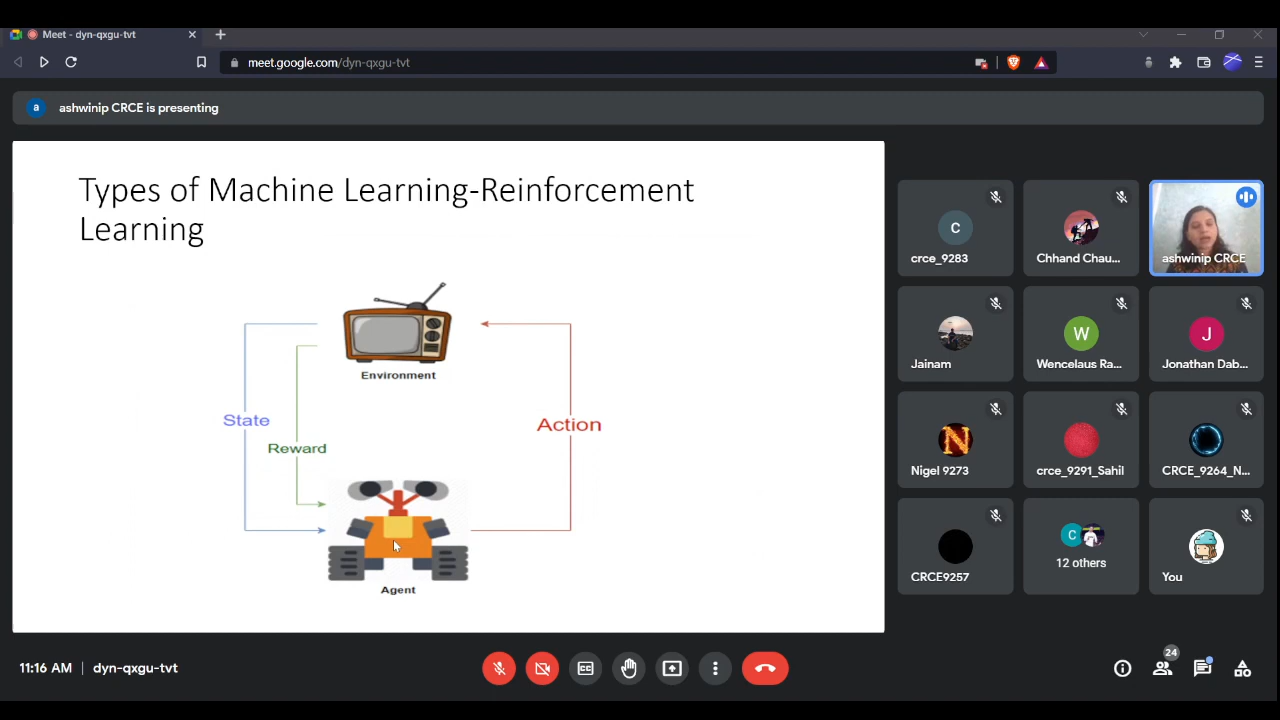 Meet - dyn-qxgu-tvt
meet.google.com/dyn-qxgu-tvt
a
ashwinip CRCE is presenting
Types of Machine Learning-Reinforcement
Learning
Environment
State
Reward
Action
Agent
C
crce_9283
Chhand Chau...
ashwinip CRCE
Jainam
W
Wencelaus Ra...
J
Jonathan Dab...
N
Nigel 9273
crce_9291_Sahil
CRCE_9264_N...
CRCE9257
C
12 others
You
11:16 AM
dyn-qxgu-tvt
24